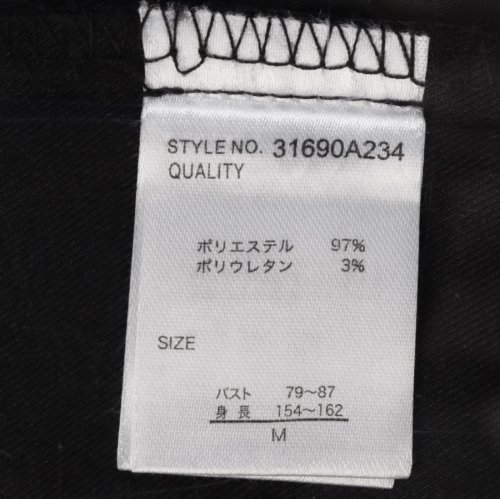 STYLE NO. 31690A234
QUALITY
ポリエステル 97%
ポリウレタン 3%
SIZE
バスト 79〜87
身長 154〜162
M